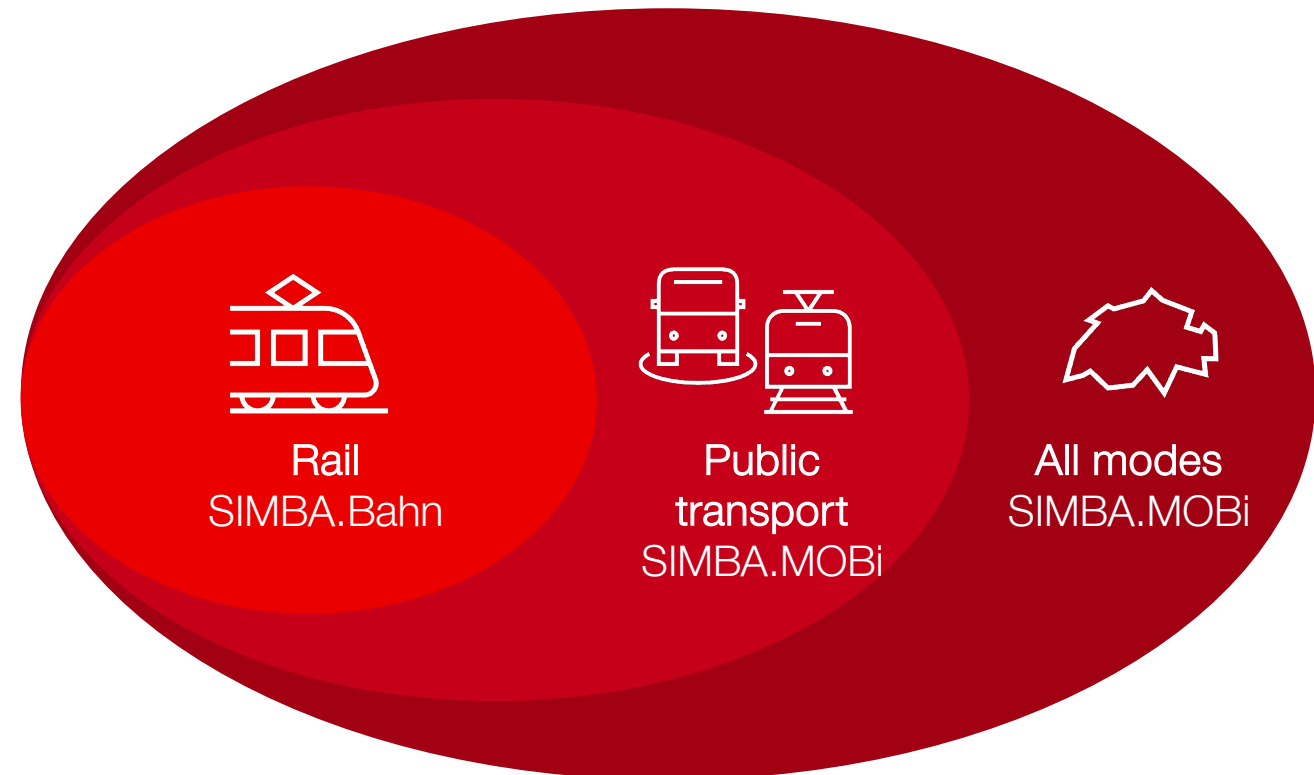 Rail
SIMBA.Bahn
Public
transport
SIMBA.MOBi
All modes
SIMBA.MOBi